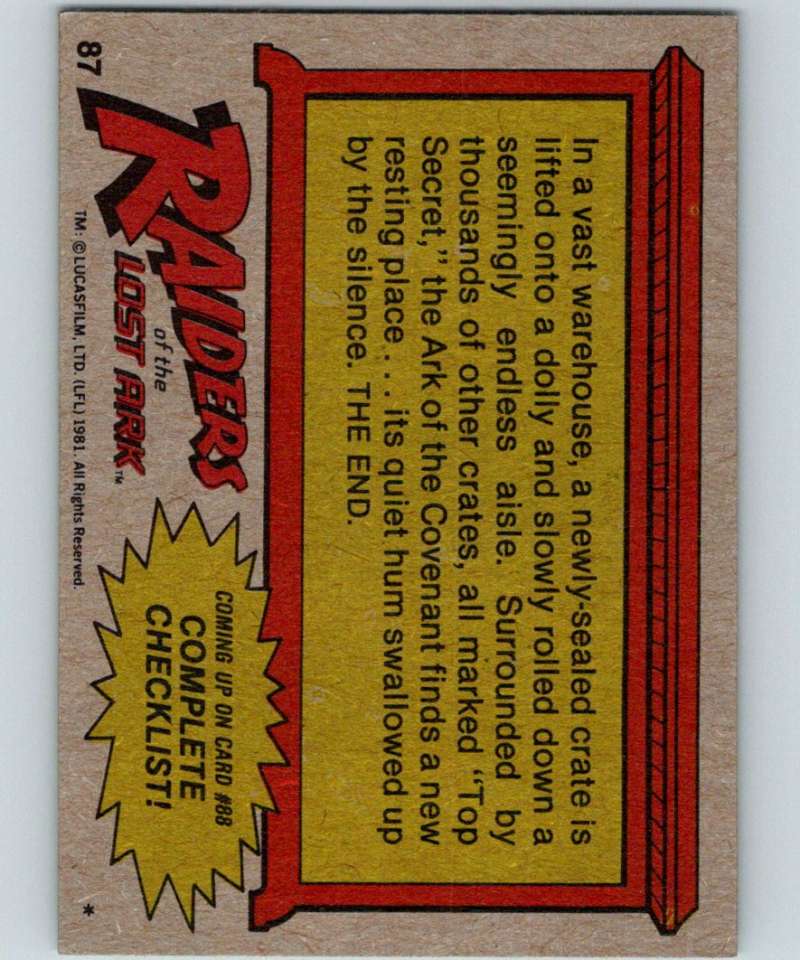 In a vast warehouse, a newly-sealed crate is
lifted onto a dolly and slowly rolled down a
seemingly endless aisle. Surrounded by
thousands of other crates, all marked “Top
Secret,” the Ark of the Covenant finds a new
resting place . . . its quiet hum swallowed up
by the silence. THE END.
87
RAIDERS
of the
LOST ARK™
TM: ©LUCASFILM, LTD. (LFL) 1981. All Rights Reserved.
COMING UP ON CARD #88
COMPLETE
CHECKLIST!
*